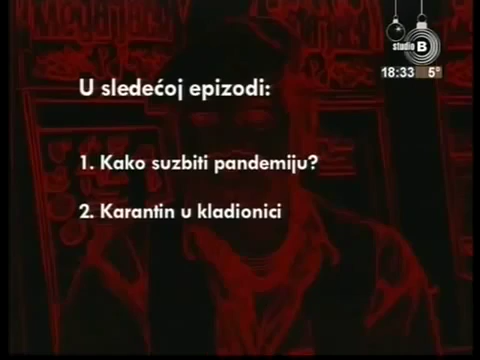 studio B
18:33 5°
U sledećoj epizodi:
1. Kako suzbiti pandemiju?
2. Karantin u kladionici